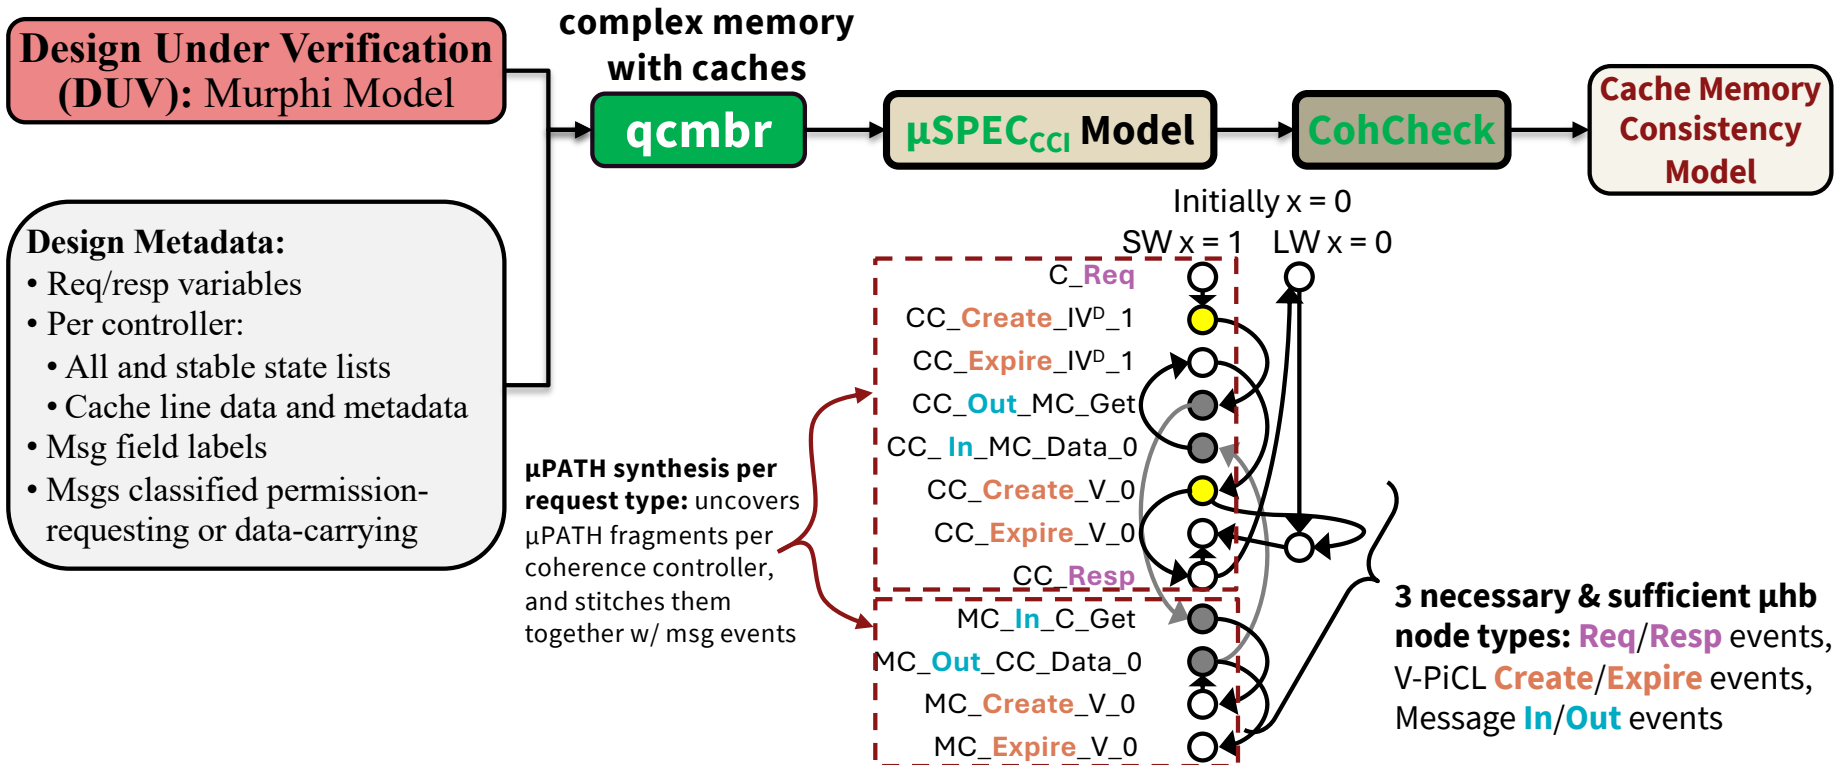 Design Under Verification
(DUV): Murphi Model
complex memory
with caches
qcmbr
μSPEC_CCI Model
CohCheck
Cache Memory
Consistency
Model
Design Metadata:
• Req/resp variables
• Per controller:
• All and stable state lists
• Cache line data and metadata
• Msg field labels
• Msgs classified permission-
requesting or data-carrying
μPATH synthesis per
request type: uncovers
μPATH fragments per
coherence controller,
and stitches them
together w/ msg events
Initially x = 0
SW x = 1 LW x = 0
C_Req
CC_Create_IVᴰ_1
CC_Expire_IVᴰ_1
CC_Out_MC_Get
CC_ In_MC_Data_0
CC_Create_V_0
CC_Expire_V_0
CC_Resp
MC_In_C_Get
MC_Out_CC_Data_0
MC_Create_V_0
MC_Expire_V_0
3 necessary & sufficient μhb
node types: Req/Resp events,
V-PiCL Create/Expire events,
Message In/Out events